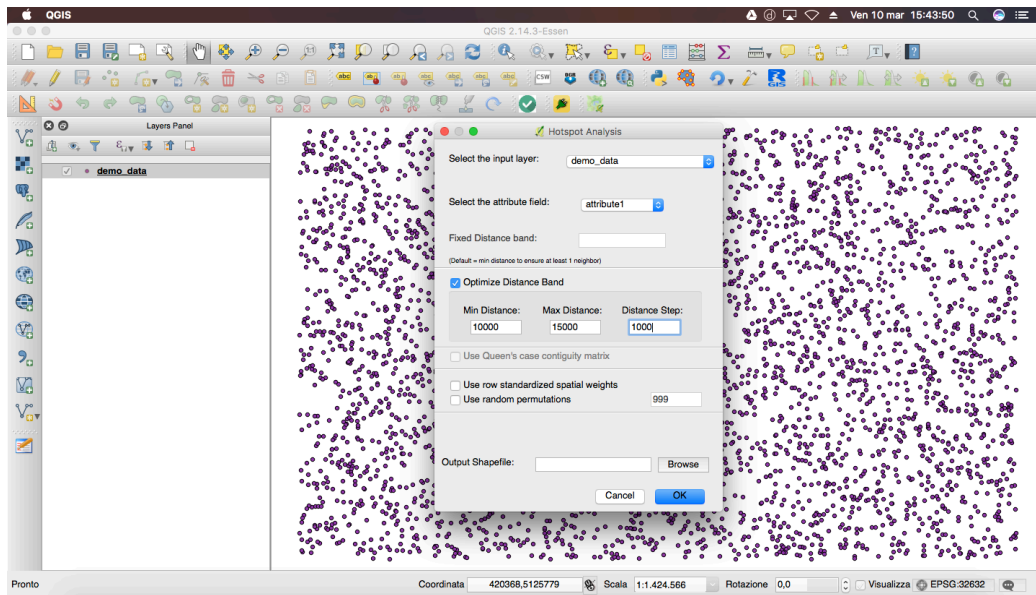 QGIS
Ven 10 mar 15:43:50
QGIS 2.14.3-Essen
Layers Panel
demo_data
Hotspot Analysis
Select the input layer:
demo_data
Select the attribute field:
attribute1
Fixed Distance band:
(Default = min distance to ensure at least 1 neighbor)
Optimize Distance Band
Min Distance: Max Distance: Distance Step:
10000 15000 1000
Use Queen's case contiguity matrix
Use row standardized spatial weights
Use random permutations 999
Output Shapefile: Browse
Cancel OK
Pronto Coordinata 420368,5125779 Scala 1:1.424.566 Rotazione 0,0 Visualizza EPSG:32632